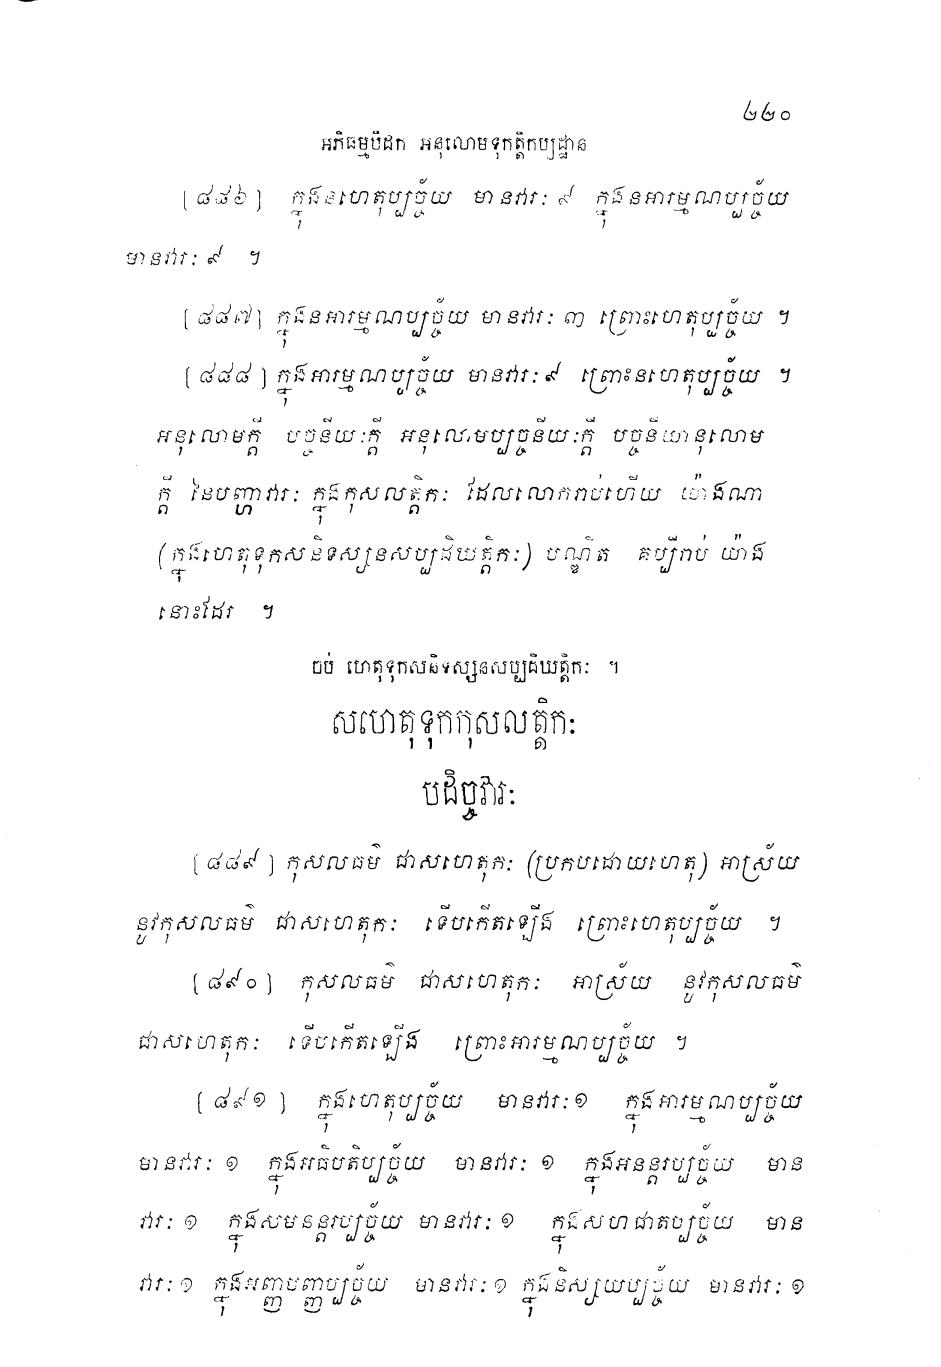 ២២០
អភិធម្មបិដក អនុលោមទុកត្តិកប្បដ្ឋាន
[៨៨៦] ក្នុងនហេតុប្បច្ច័យ មានវារៈ ៩ ក្នុងនអារម្មណប្បច្ច័យ
មានវារៈ ៩ ។
[៨៨៧] ក្នុងនអារម្មណប្បច្ច័យ មានវារៈ ៣ ព្រោះហេតុប្បច្ច័យ ។
[៨៨៨] ក្នុងអារម្មណប្បច្ច័យ មានវារៈ ៩ ព្រោះនហេតុប្បច្ច័យ ។
អនុលោមក្តី បច្ចនីយៈក្តី អនុលោមប្បច្ចនីយៈក្តី បច្ចនីយានុលោម
ក្តី នៃបញ្ហាវារៈ ក្នុងកុសលត្តិកៈ ដែលលោករាប់ហើយ យ៉ាងណា
(ក្នុងហេតុទុកសនិទស្សនសប្បដិឃត្តិកៈ) បណ្ឌិត គប្បីរាប់ យ៉ាង
នោះដែរ ។
ចប់ ហេតុទុកសនិទស្សនសប្បដិឃត្តិកៈ ។
សហេតុទុកកុសលត្តិកៈ
បដិច្ចវារៈ
[៨៨៩] កុសលធម៌ ជាសហេតុកៈ (ប្រកបដោយហេតុ) អាស្រ័យ
នូវកុសលធម៌ ជាសហេតុកៈ ទើបកើតឡើង ព្រោះហេតុប្បច្ច័យ ។
[៨៩០] កុសលធម៌ ជាសហេតុកៈ អាស្រ័យ នូវកុសលធម៌
ជាសហេតុកៈ ទើបកើតឡើង ព្រោះអារម្មណប្បច្ច័យ ។
[៨៩១] ក្នុងហេតុប្បច្ច័យ មានវារៈ ១ ក្នុងអារម្មណប្បច្ច័យ
មានវារៈ ១ ក្នុងអធិបតិប្បច្ច័យ មានវារៈ ១ ក្នុងអនន្តរប្បច្ច័យ មាន
វារៈ ១ ក្នុងសមនន្តរប្បច្ច័យ មានវារៈ ១ ក្នុងសហជាតប្បច្ច័យ មាន
វារៈ ១ ក្នុងអញ្ញមញ្ញប្បច្ច័យ មានវារៈ ១ ក្នុងនិស្សយប្បច្ច័យ មានវារៈ ១